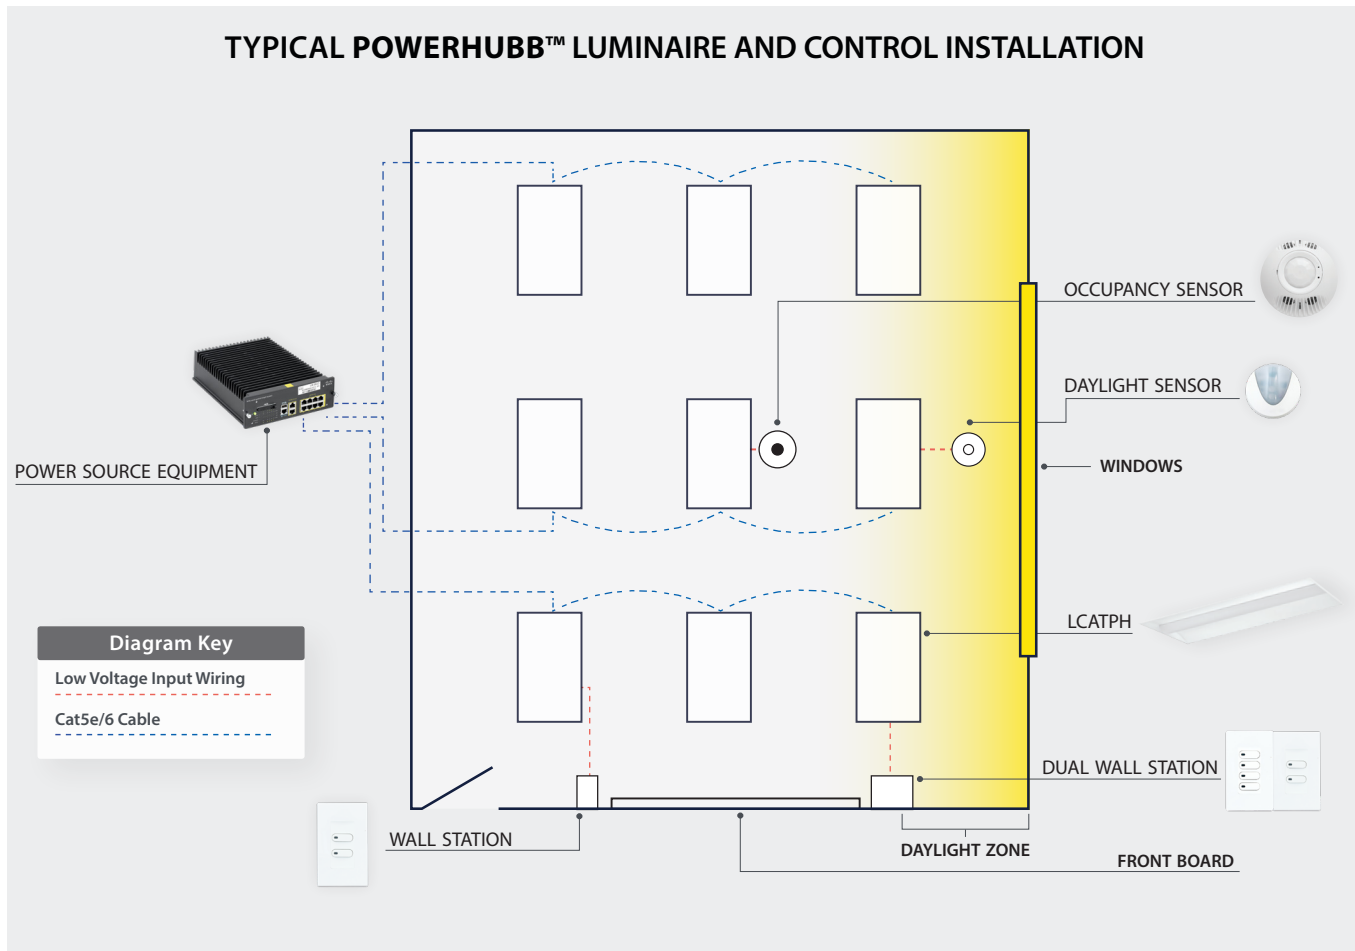 TYPICAL POWERHUBB™ LUMINAIRE AND CONTROL INSTALLATION
OCCUPANCY SENSOR
DAYLIGHT SENSOR
WINDOWS
POWER SOURCE EQUIPMENT
LCATPH
Diagram Key
Low Voltage Input Wiring
Cat5e/6 Cable
DUAL WALL STATION
WALL STATION
DAYLIGHT ZONE
FRONT BOARD